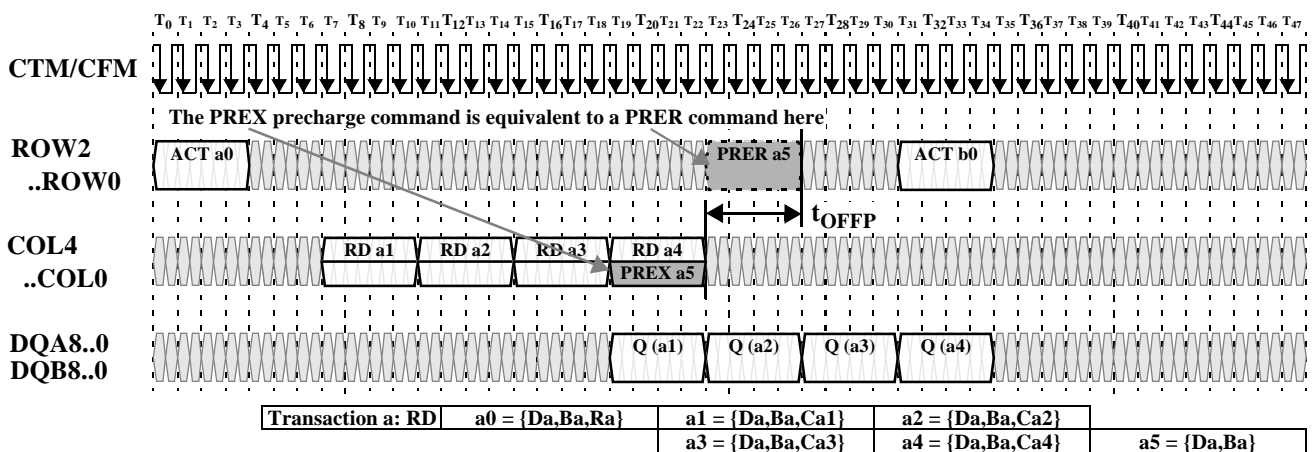 T0 T1 T2 T3 T4 T5 T6 T7 T8 T9 T10 T11 T12 T13 T14 T15 T16 T17 T18 T19 T20 T21 T22 T23 T24 T25 T26 T27 T28 T29 T30 T31 T32 T33 T34 T35 T36 T37 T38 T39 T40 T41 T42 T43 T44 T45 T46 T47
CTM/CFM
The PREX precharge command is equivalent to a PRER command here
ROW2
..ROW0
ACT a0 PRER a5 ACT b0
tOFFP
COL4
..COL0
RD a1 RD a2 RD a3 RD a4
PREX a5
DQA8..0
DQB8..0
Q (a1) Q (a2) Q (a3) Q (a4)
Transaction a: RD a0 = {Da,Ba,Ra} a1 = {Da,Ba,Ca1} a2 = {Da,Ba,Ca2}
a3 = {Da,Ba,Ca3} a4 = {Da,Ba,Ca4} a5 = {Da,Ba}